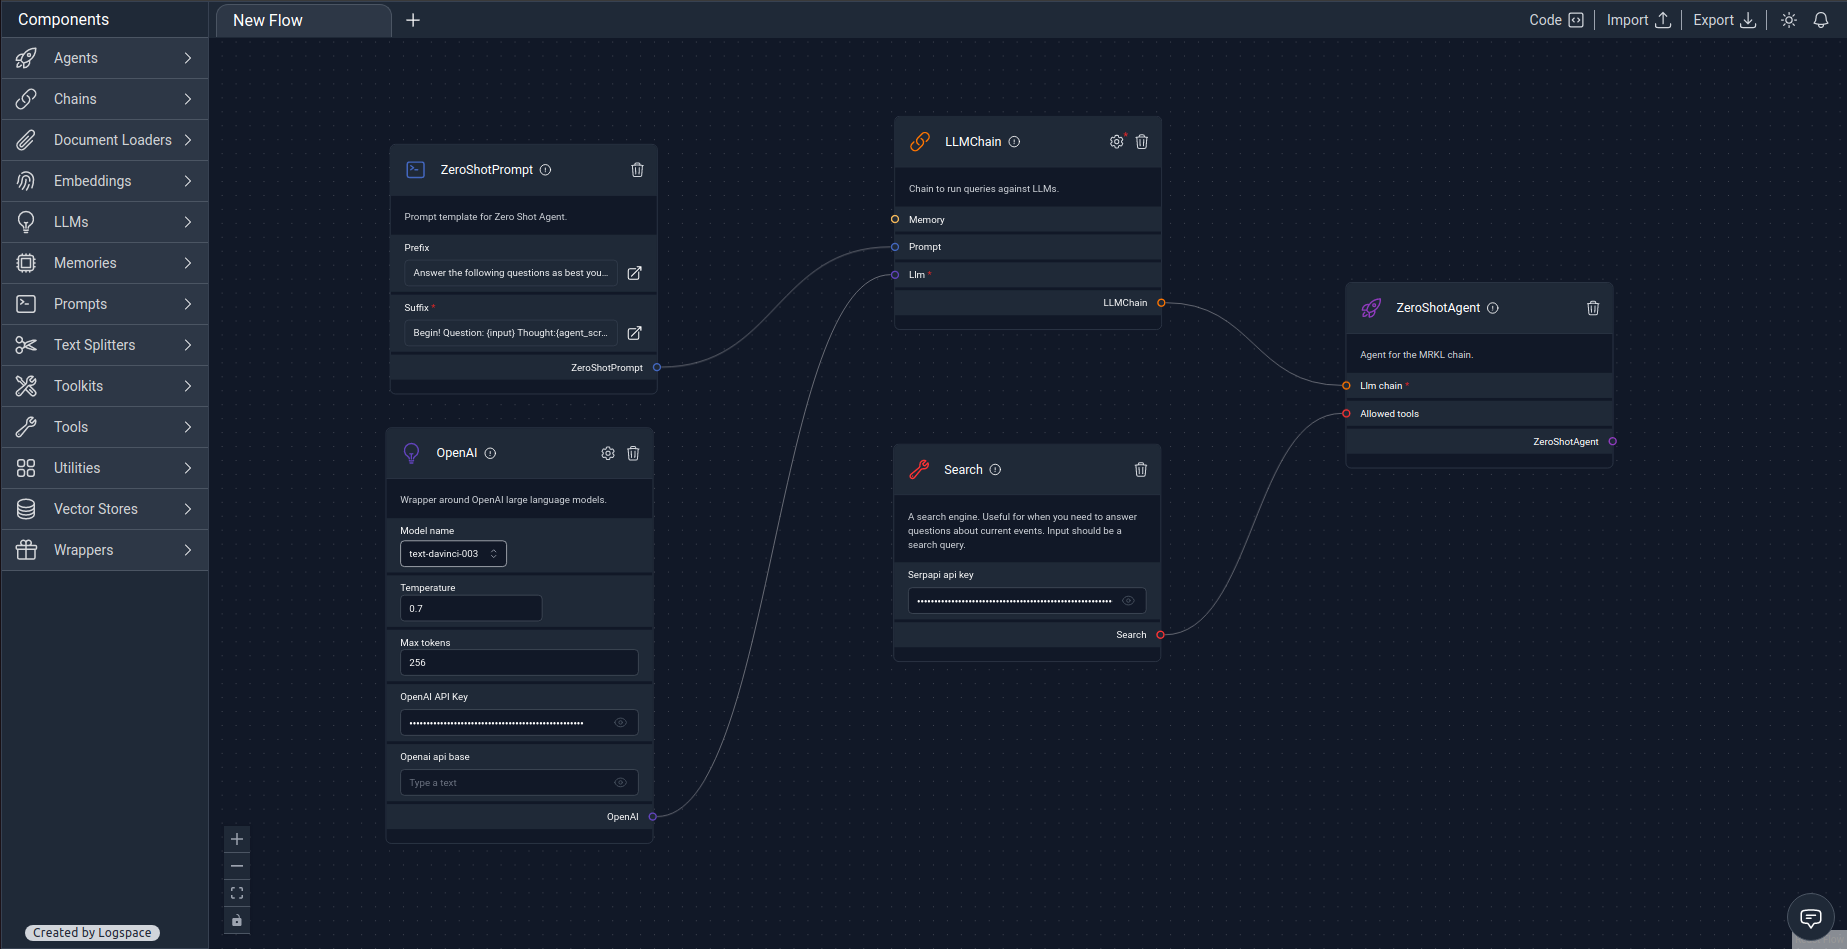 Components
New Flow
Code
Import
Export
Agents
Chains
Document Loaders
Embeddings
LLMs
Memories
Prompts
Text Splitters
Toolkits
Tools
Utilities
Vector Stores
Wrappers
Created by Logspace
ZeroShotPrompt
Prompt template for Zero Shot Agent.
Prefix
Answer the following questions as best you...
Suffix *
Begin! Question: {input} Thought:{agent_scr...
ZeroShotPrompt
OpenAI
Wrapper around OpenAI large language models.
Model name
text-davinci-003
Temperature
0.7
Max tokens
256
OpenAI API Key
Openai api base
Type a text
OpenAI
LLMChain
Chain to run queries against LLMs.
Memory
Prompt
Llm *
LLMChain
Search
A search engine. Useful for when you need to answer
questions about current events. Input should be a
search query.
Serpapi api key
Search
ZeroShotAgent
Agent for the MRKL chain.
Llm chain *
Allowed tools
ZeroShotAgent